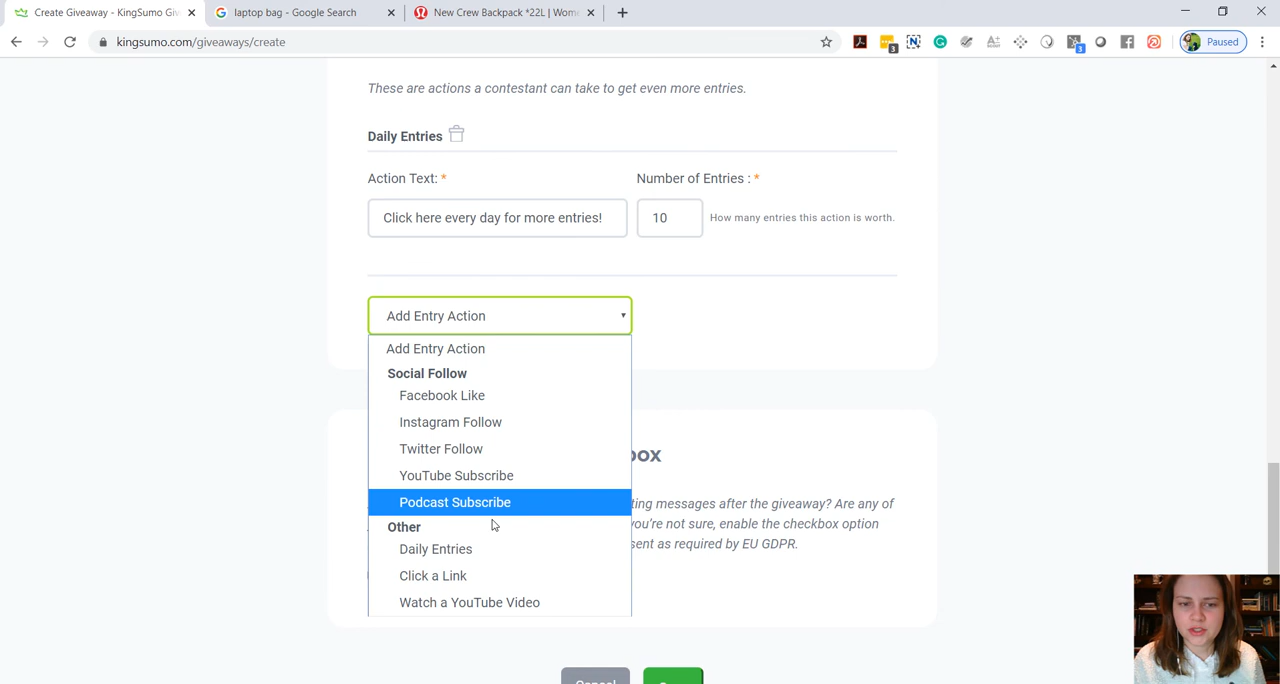 Create Giveaway - KingSumo Giv
laptop bag - Google Search
New Crew Backpack *22L | Wom
kingsumo.com/giveaways/create
3
3
Paused
These are actions a contestant can take to get even more entries.
Daily Entries
Action Text: *
Number of Entries : *
Click here every day for more entries!
10
How many entries this action is worth.
Add Entry Action
Add Entry Action
Social Follow
Facebook Like
Instagram Follow
Twitter Follow
YouTube Subscribe
Podcast Subscribe
Other
Daily Entries
Click a Link
Watch a YouTube Video
box
ting messages after the giveaway? Are any of
you're not sure, enable the checkbox option
sent as required by EU GDPR.
Cancel